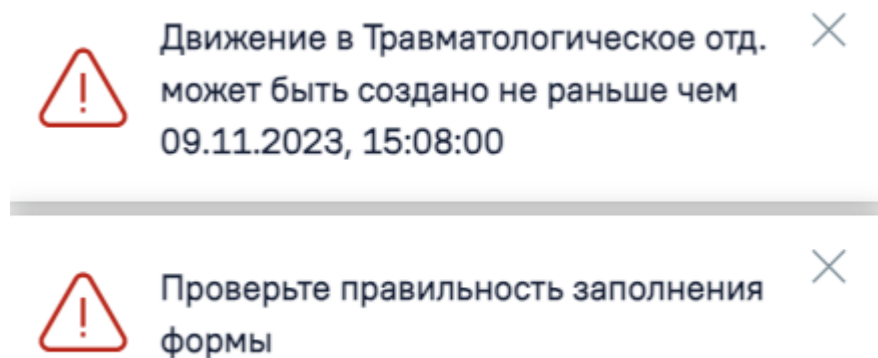 Движение в Травматологическое отд.
может быть создано не раньше чем
09.11.2023, 15:08:00
Проверьте правильность заполнения
формы